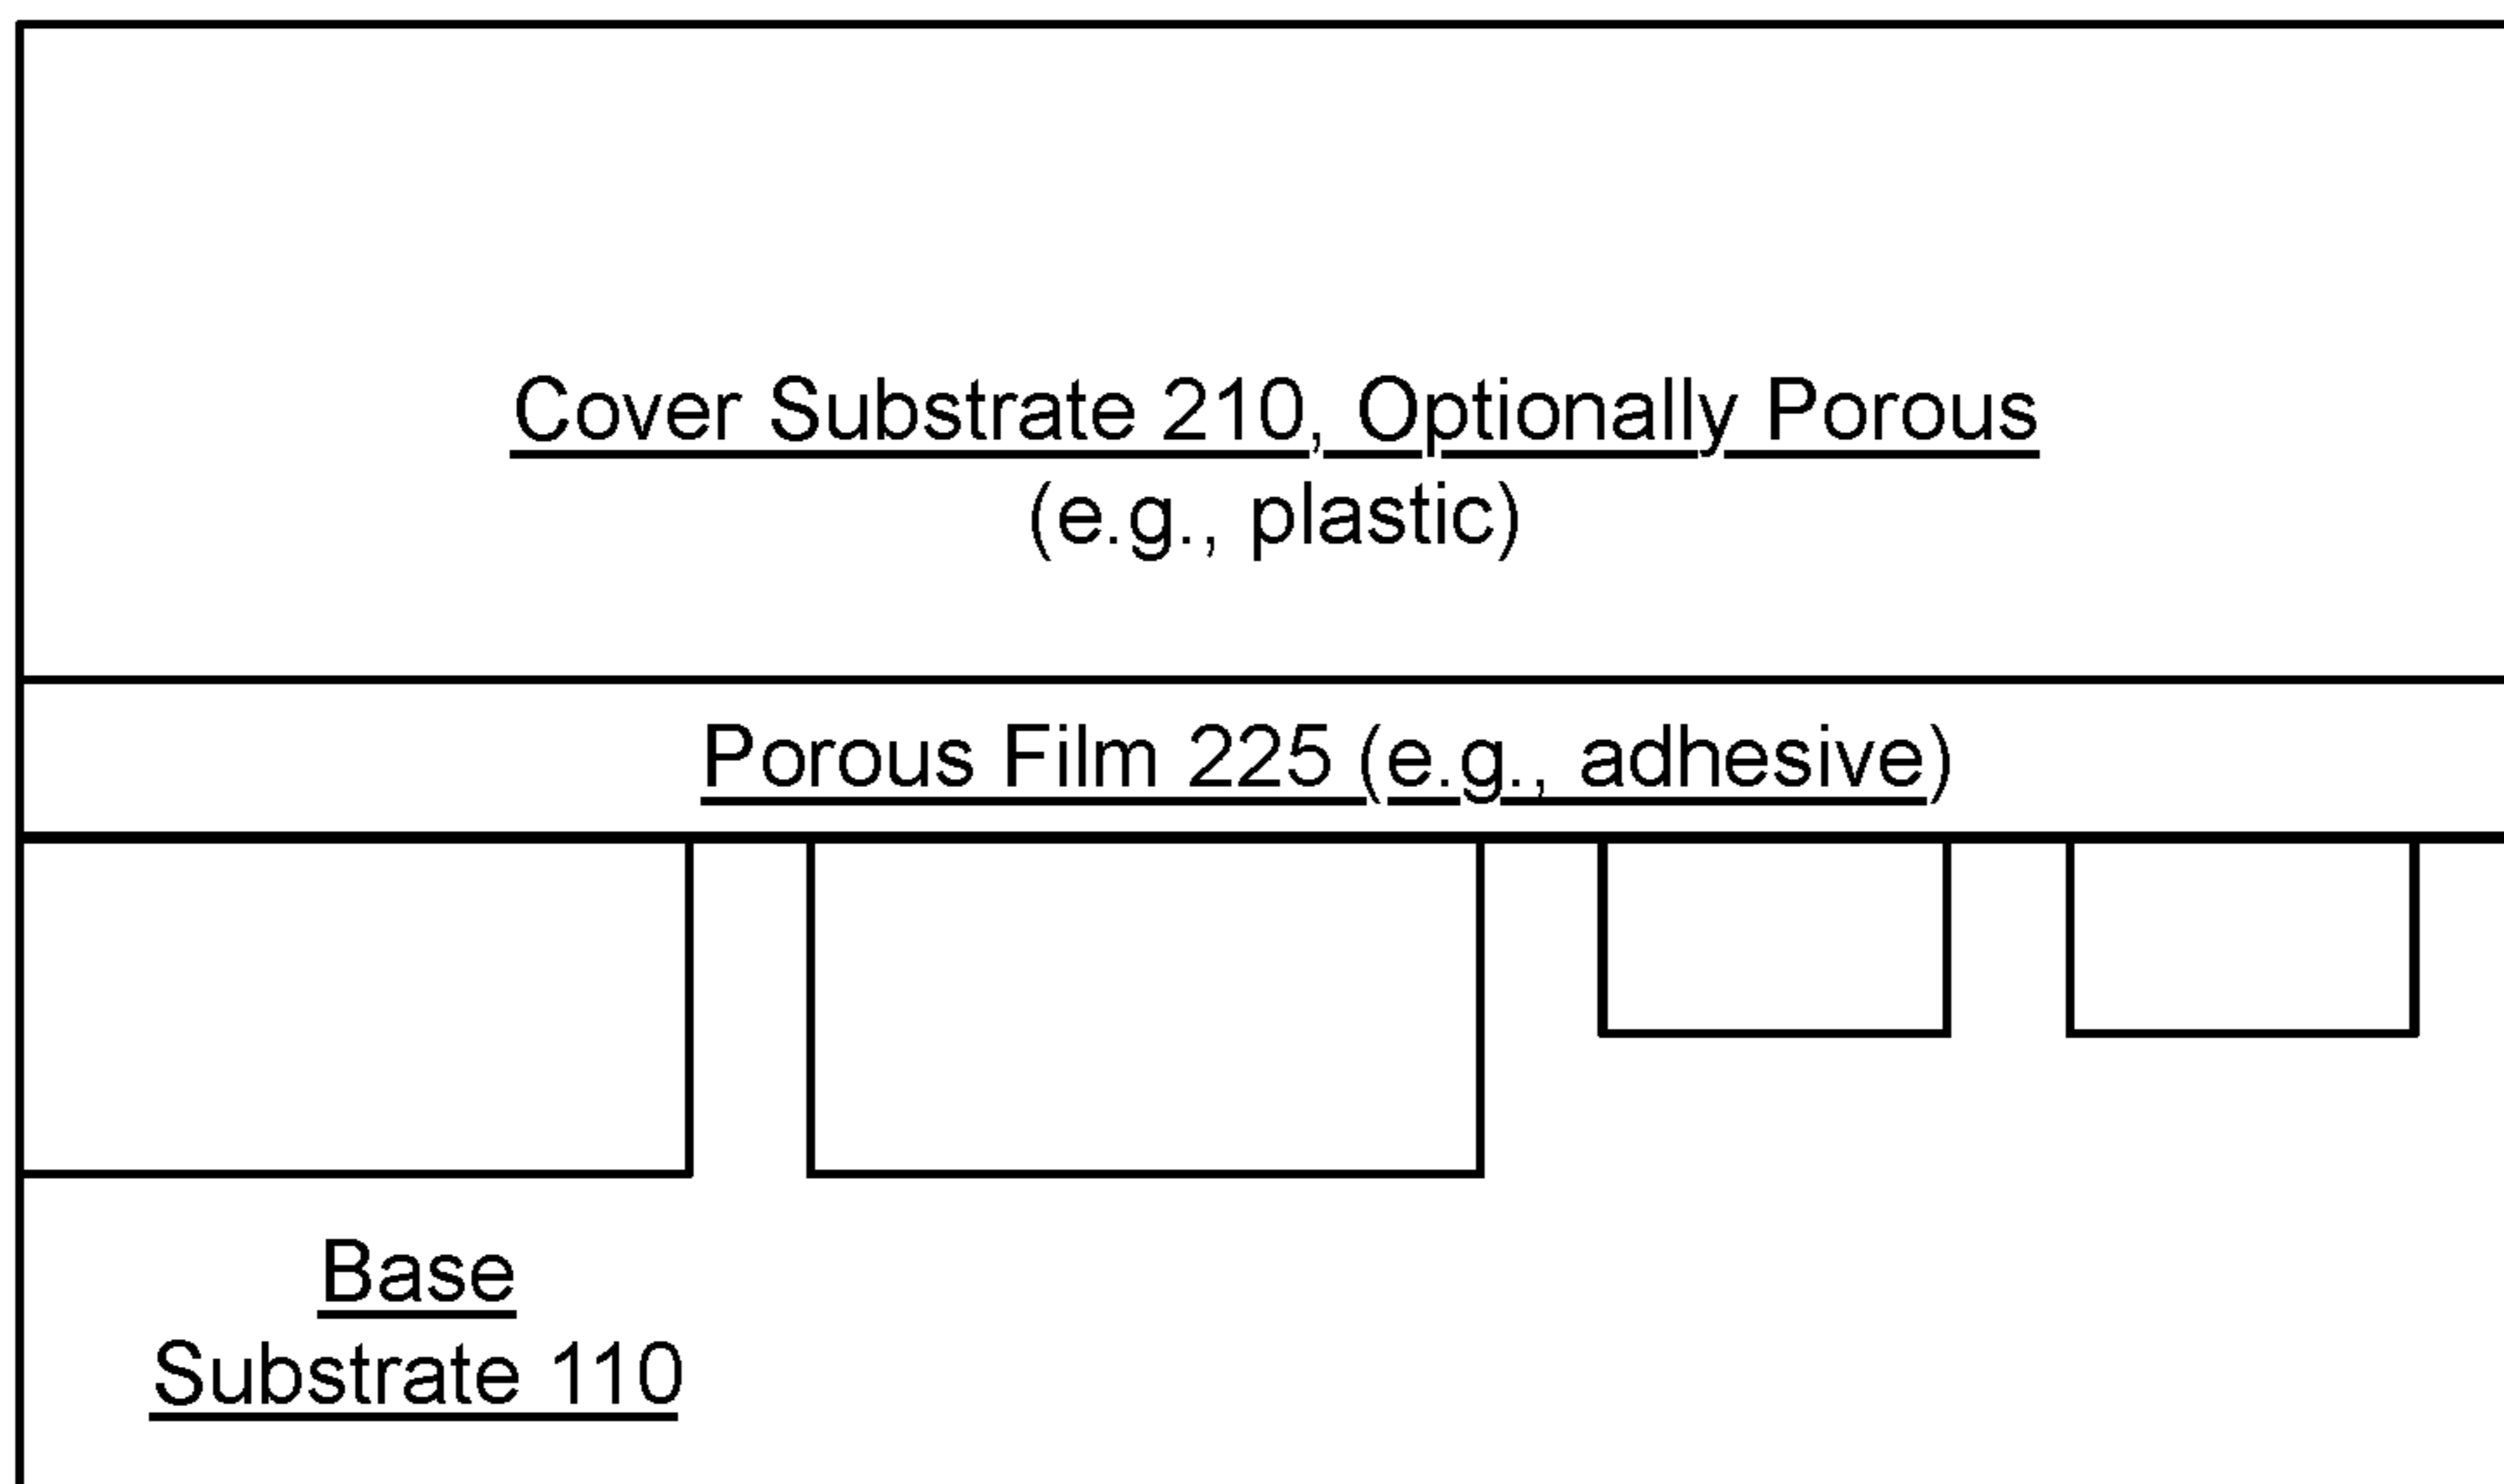 Cover Substrate 210, Optionally Porous
(e.g., plastic)
Porous Film 225 (e.g., adhesive)
Base
Substrate 110